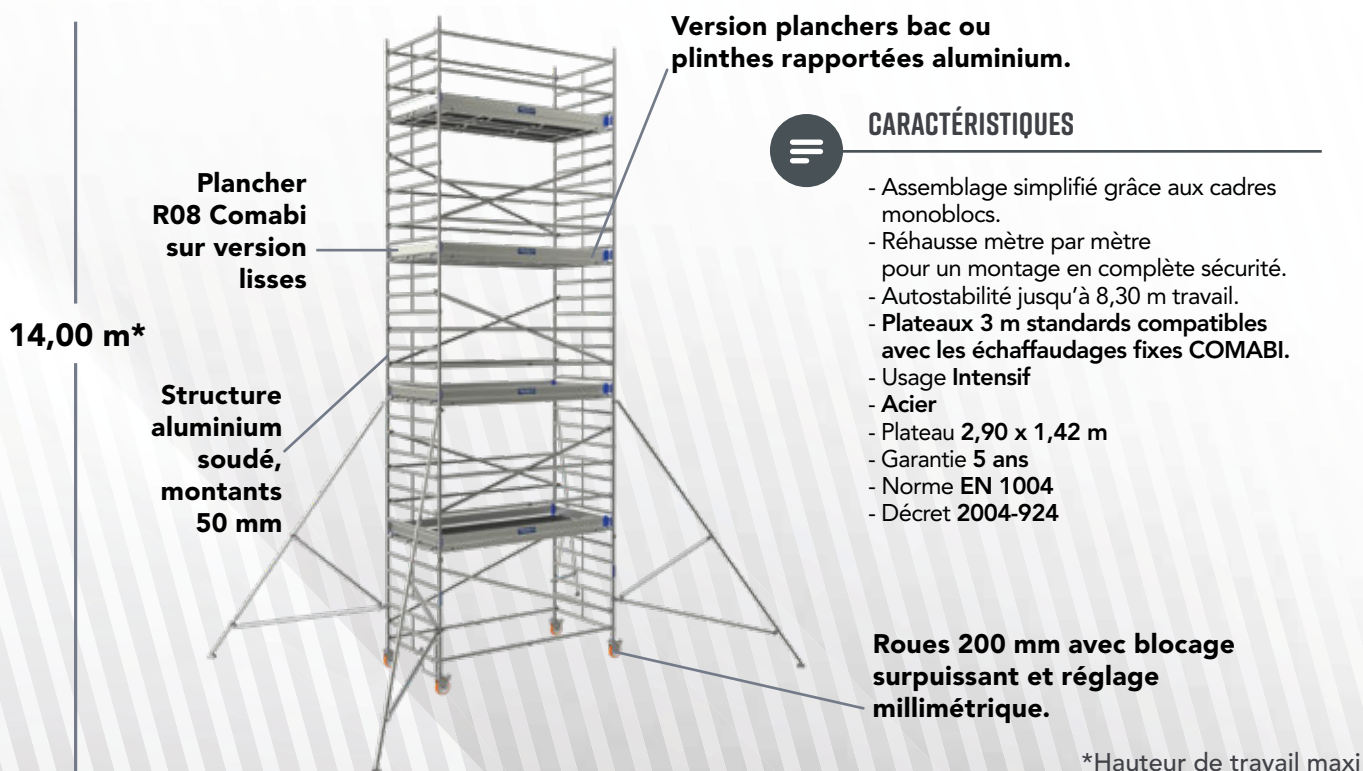 Version planchers bac ou
plinthes rapportées aluminium.
CARACTÉRISTIQUES
- Assemblage simplifié grâce aux cadres
monoblocs.
- Réhausse mètre par mètre
pour un montage en complète sécurité.
- Autostabilité jusqu'à 8,30 m travail.
- Plateaux 3 m standards compatibles
avec les échaffaudages fixes COMABI.
- Usage Intensif
- Acier
- Plateau 2,90 x 1,42 m
- Garantie 5 ans
- Norme EN 1004
- Décret 2004-924
Plancher
R08 Comabi
sur version
lisses
14,00 m*
Structure
aluminium
soudé,
montants
50 mm
Roues 200 mm avec blocage
surpuissant et réglage
millimétrique.
*Hauteur de travail maxi